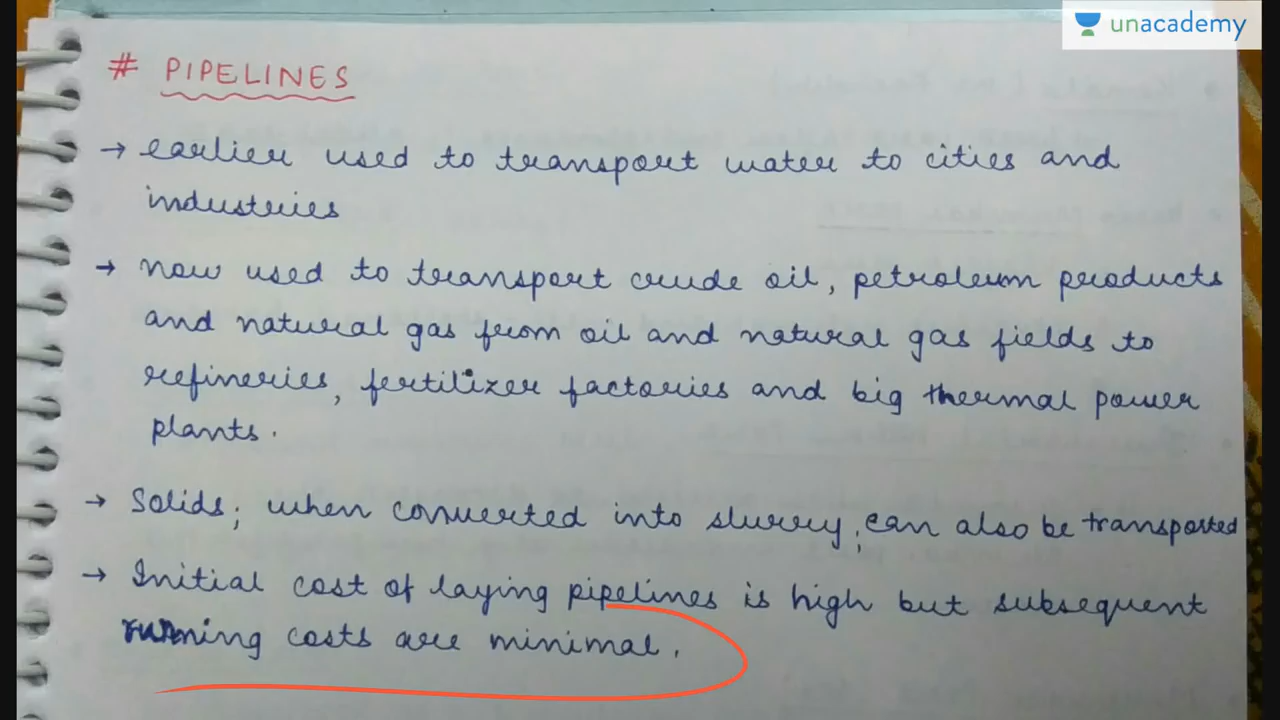 unacademy
# PIPELINES
→ earlier used to transport water to cities and
industries
→ now used to transport crude oil, petroleum products
and natural gas from oil and natural gas fields to
refineries, fertilizer factories and big thermal power
plants.
→ Solids, when converted into slurry, can also be transported
→ Initial cost of laying pipelines is high but subsequent
running costs are minimal.